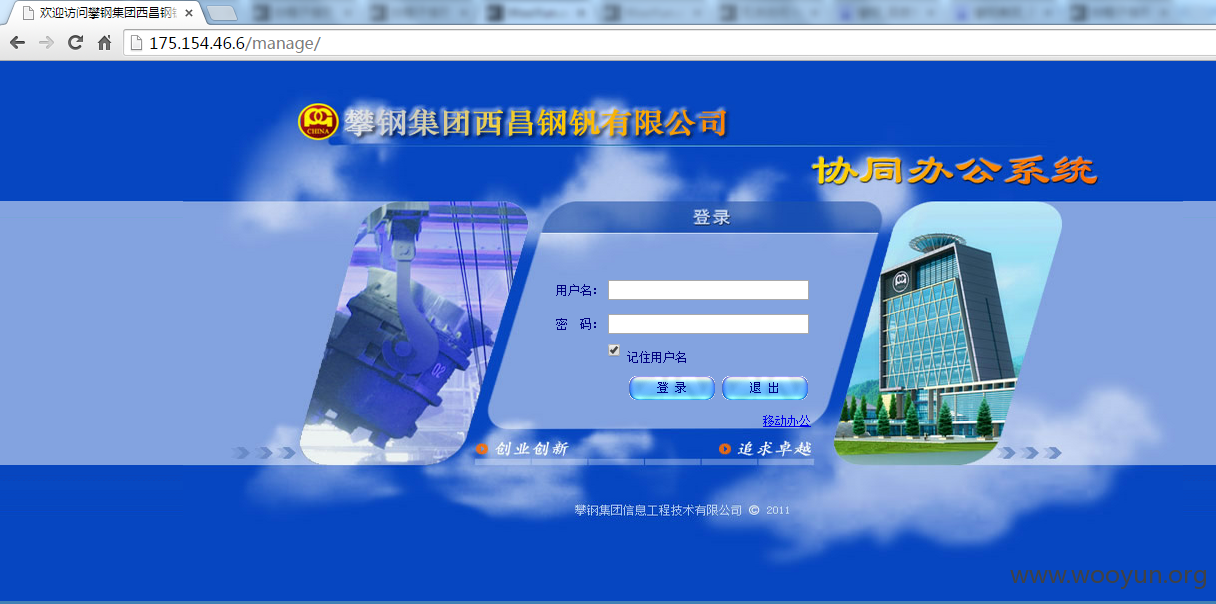 欢迎访问攀钢集团西昌钢钒
175.154.46.6/manage/
CHINA
攀钢集团西昌钢钒有限公司
协同办公系统
登录
用户名：
密 码：
记住用户名
登 录 退 出
移动办公
创业创新 追求卓越
02
攀钢集团信息工程技术有限公司 © 2011
www.wooyun.org